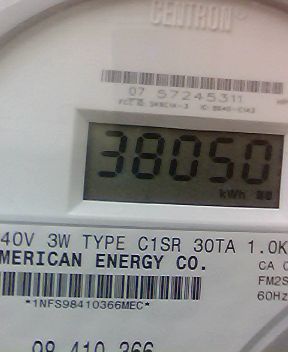 CENTRON®
07 57245311
38050
kWh
40V 3W TYPE C1SR 30TA 1.0K
MERICAN ENERGY CO.
CA 0
FM2S
60Hz
*1NFS98410366MEC*
98 410 366